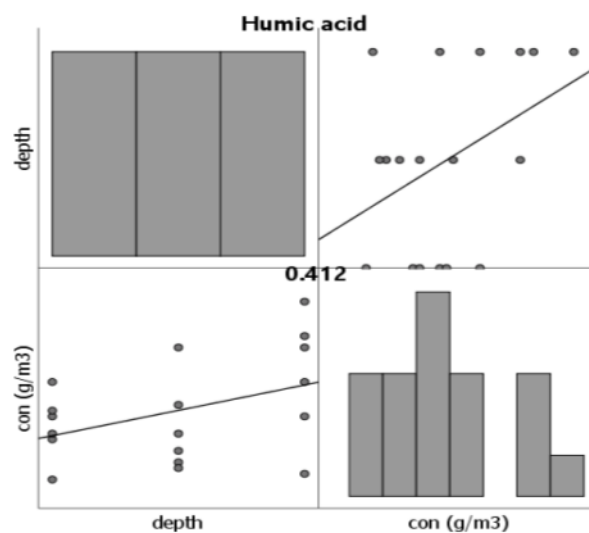 Humic acid
depth
0.412
con (g/m3)
depth
con (g/m3)